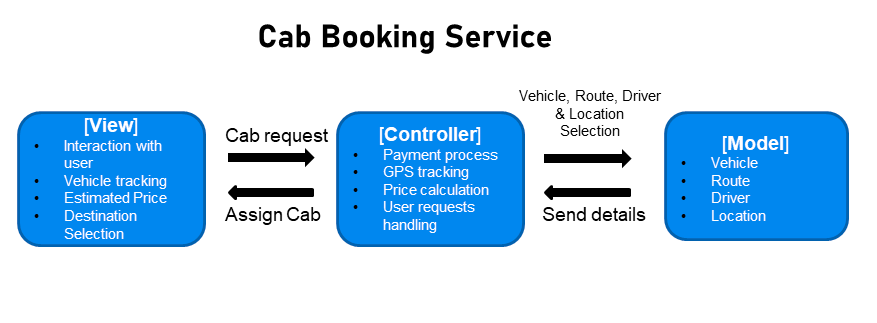 Cab Booking Service
[View]
• Interaction with
user
• Vehicle tracking
• Estimated Price
• Destination
Selection
Cab request
Assign Cab
[Controller]
• Payment process
• GPS tracking
• Price calculation
• User requests
handling
Vehicle, Route, Driver
& Location
Selection
Send details
[Model]
• Vehicle
• Route
• Driver
• Location